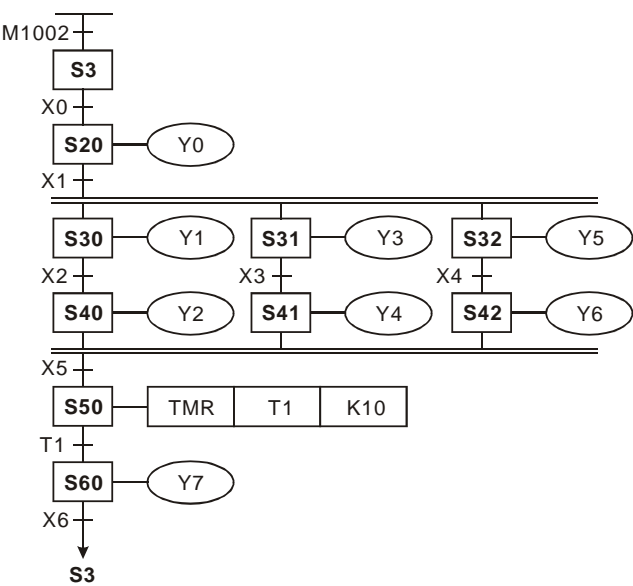 M1002
S3
X0
S20 Y0
X1
S30 Y1 S31 Y3 S32 Y5
X2 X3 X4
S40 Y2 S41 Y4 S42 Y6
X5
S50 TMR T1 K10
T1
S60 Y7
X6
S3